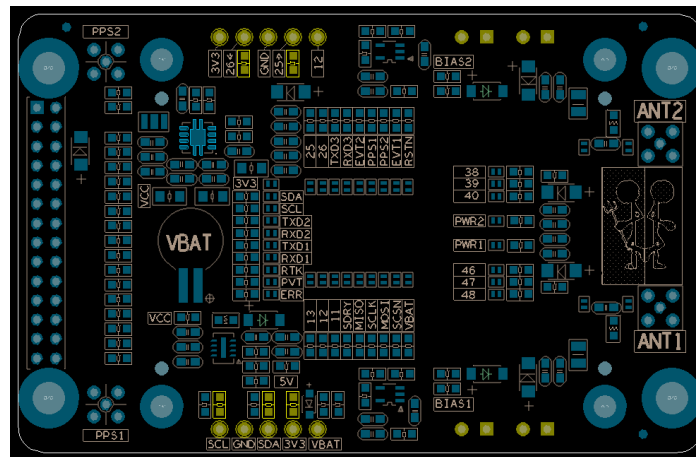 PPS2
3V3
26+
GND
25+
12
BIAS2
ANT2
25
26
TXD3
RXD3
EVT2
PPS1
PPS2
EVT1
RSTN
38
39
40
VCC
3V3
SDA
SCL
TXD2
RXD2
TXD1
RXD1
RTK
PVT
ERR
VBAT
PWR2
PWR1
46
47
48
VCC
13
12
11
SDRY
MISO
SCLK
MOSI
SCSN
VBAT
ANT1
5V
BIAS1
PPS1
SCL
GND
SDA
3V3
VBAT